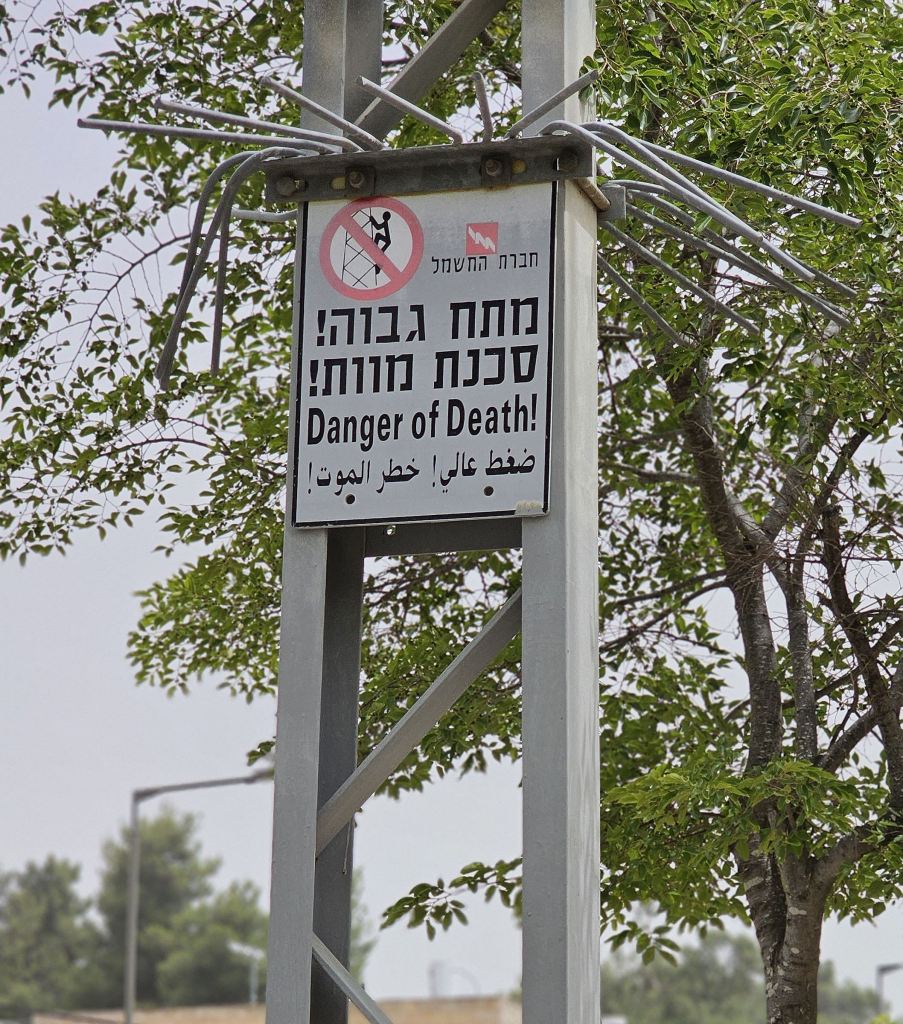 חברת החשמל
מתח גבוה!
סכנת מוות!
Danger of Death!
ضغط عالي! خطر الموت!